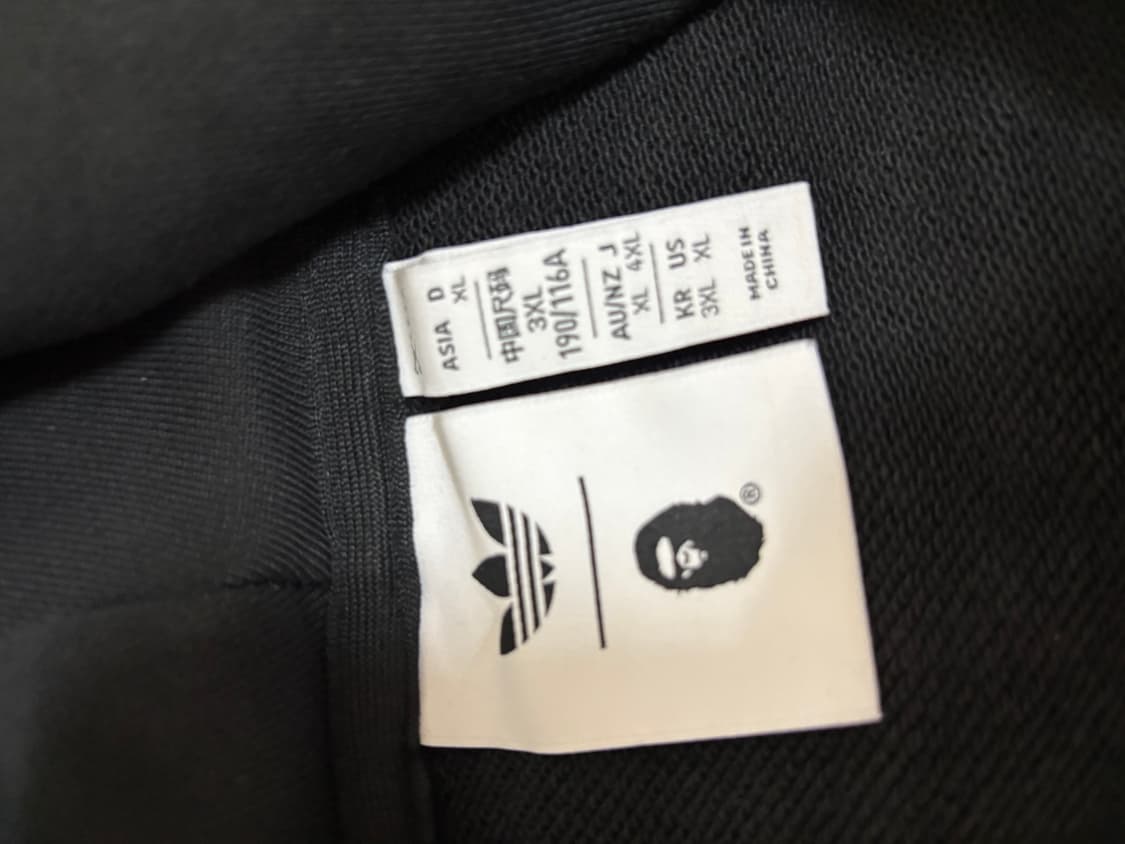 ASIA D
XL
中国尺码
3XL
190/116A
AU/NZ J
XL 4XL
KR US
3XL XL
MADE IN
CHINA
®